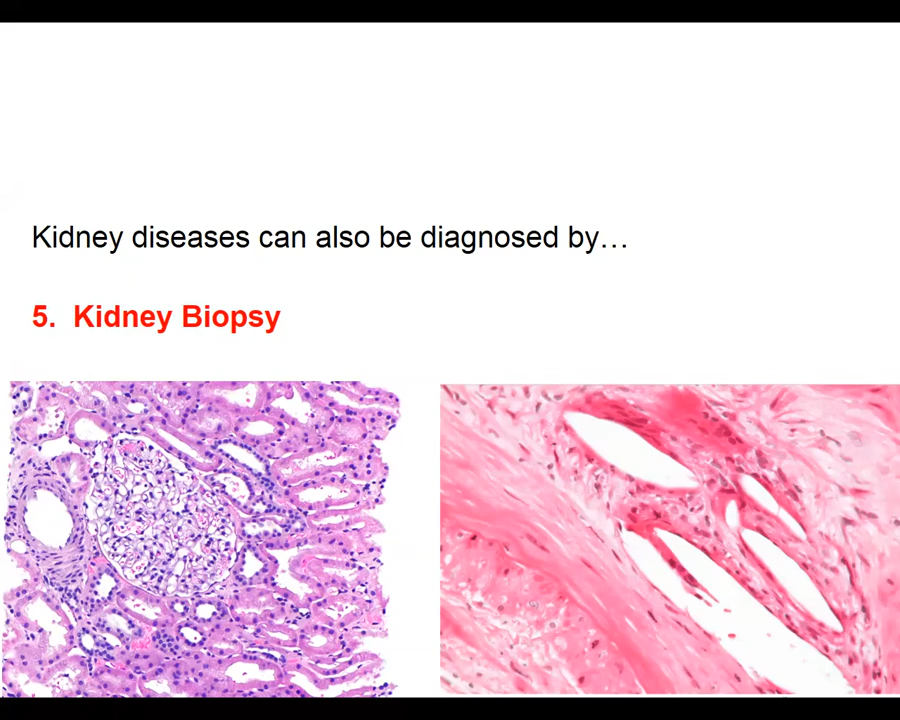 Kidney diseases can also be diagnosed by…
5. Kidney Biopsy